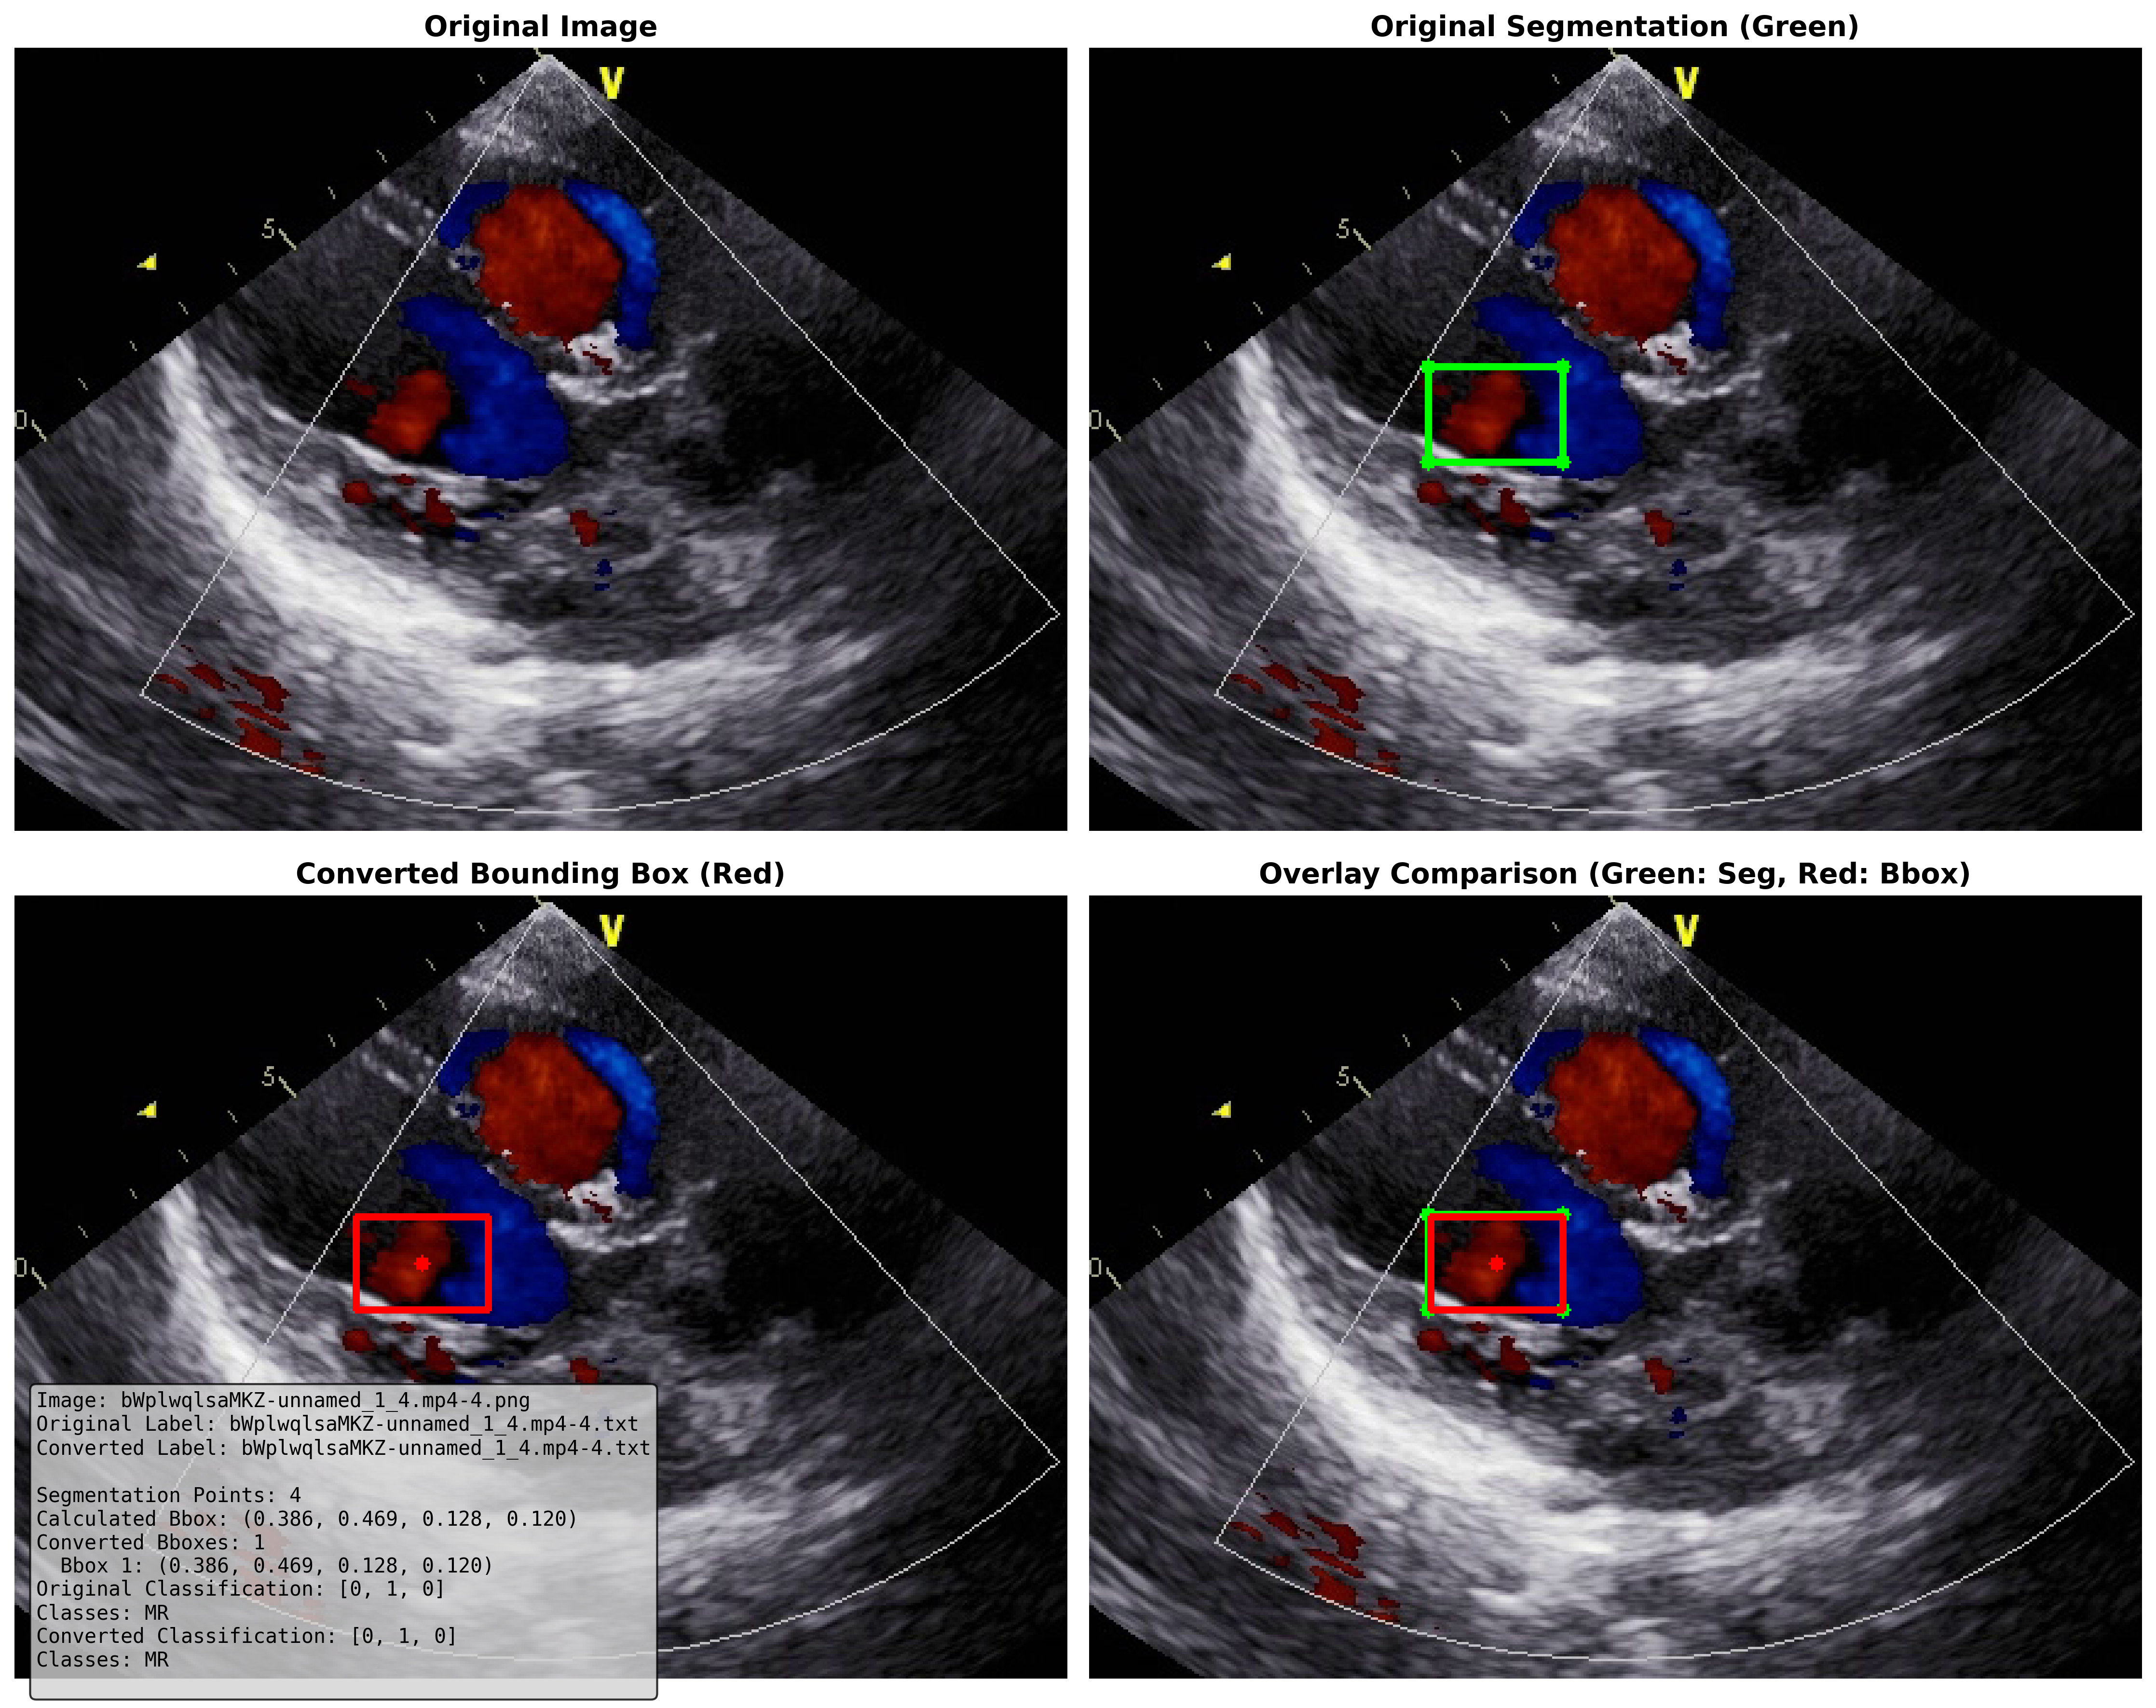 Original Image
Original Segmentation (Green)
V
V
5
5
0
0
Converted Bounding Box (Red)
Overlay Comparison (Green: Seg, Red: Bbox)
V
V
5
5
0
0
Image: bWplwqlsaMKZ-unnamed_1_4.mp4-4.png
Original Label: bWplwqlsaMKZ-unnamed_1_4.mp4-4.txt
Converted Label: bWplwqlsaMKZ-unnamed_1_4.mp4-4.txt
Segmentation Points: 4
Calculated Bbox: (0.386, 0.469, 0.128, 0.120)
Converted Bboxes: 1
Bbox 1: (0.386, 0.469, 0.128, 0.120)
Original Classification: [0, 1, 0]
Classes: MR
Converted Classification: [0, 1, 0]
Classes: MR